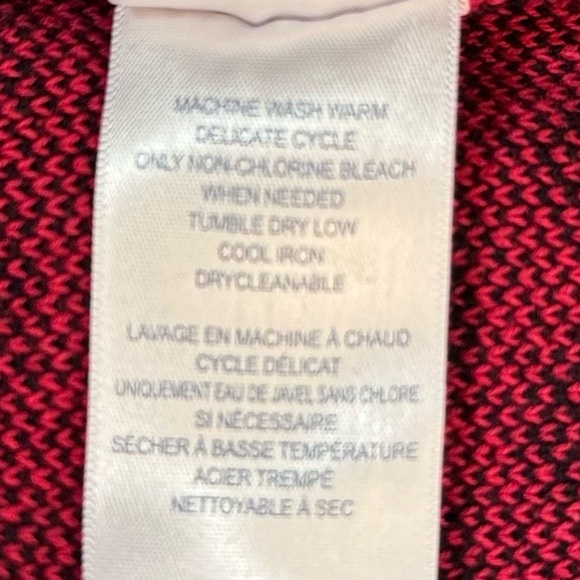 MACHINE WASH WARM
DELICATE CYCLE
ONLY NON-CHLORINE BLEACH
WHEN NEEDED
TUMBLE DRY LOW
COOL IRON
DRYCLEANABLE
LAVAGE EN MACHINE À CHAUD
CYCLE DÉLICAT
UNIQUEMENT EAU DE JAVEL SANS CHLORE
SI NÉCESSAIRE
SÉCHER À BASSE TEMPÉRATURE
ACIER TREMPÉ
NETTOYABLE À SEC